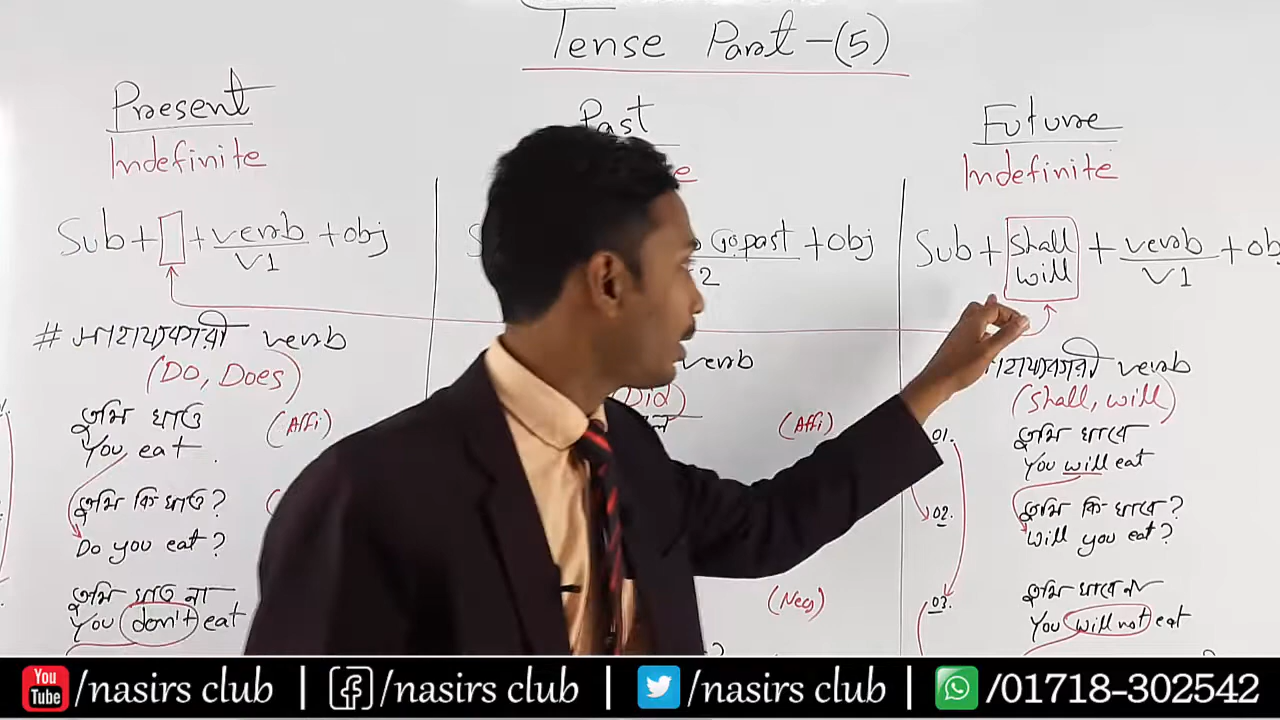 Tense Part-(5)
Present
Indefinite
Sub + + verb + obj
V1
# সাহায্যকারী verb
(Do, Does)
তুমি খাও
You eat.
(Affi)
তুমি কি খাও?
Do you eat?
তুমি খাও না
You don't eat
Past
past + obj
2
verb
Did)
(Affi)
(Neg)
Future
Indefinite
Sub + shall + verb + obj
will V1
verb
(shall, will)
01.
তুমি খাবে
You will eat
02.
তুমি কি খাবে?
Will you eat?
03.
তুমি খাবে না
You will not eat
You Tube /nasirs club | /nasirs club | /nasirs club | /01718-302542